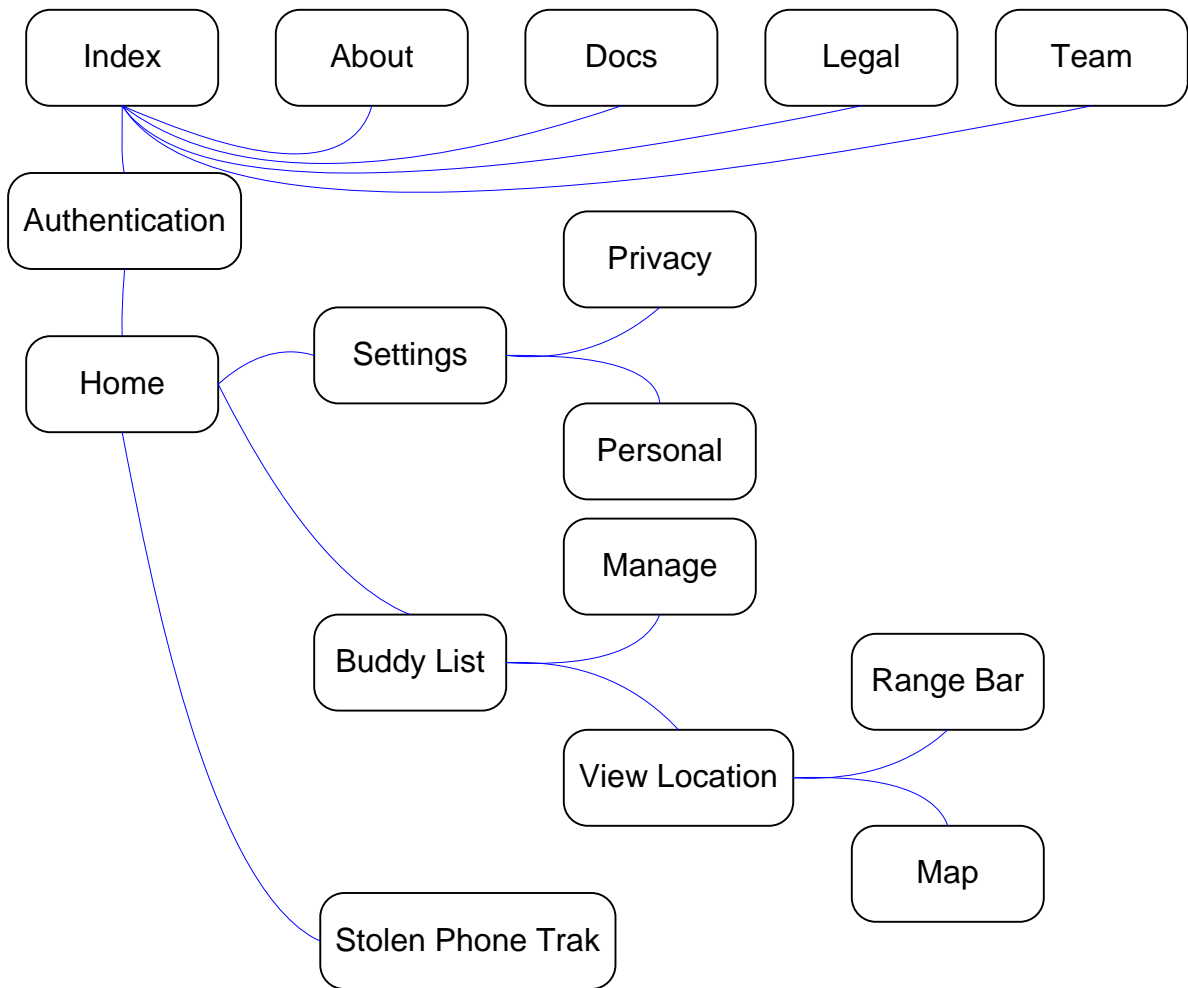 Index
About
Docs
Legal
Team
Authentication
Privacy
Settings
Home
Personal
Manage
Buddy List
Range Bar
View Location
Map
Stolen Phone Trak